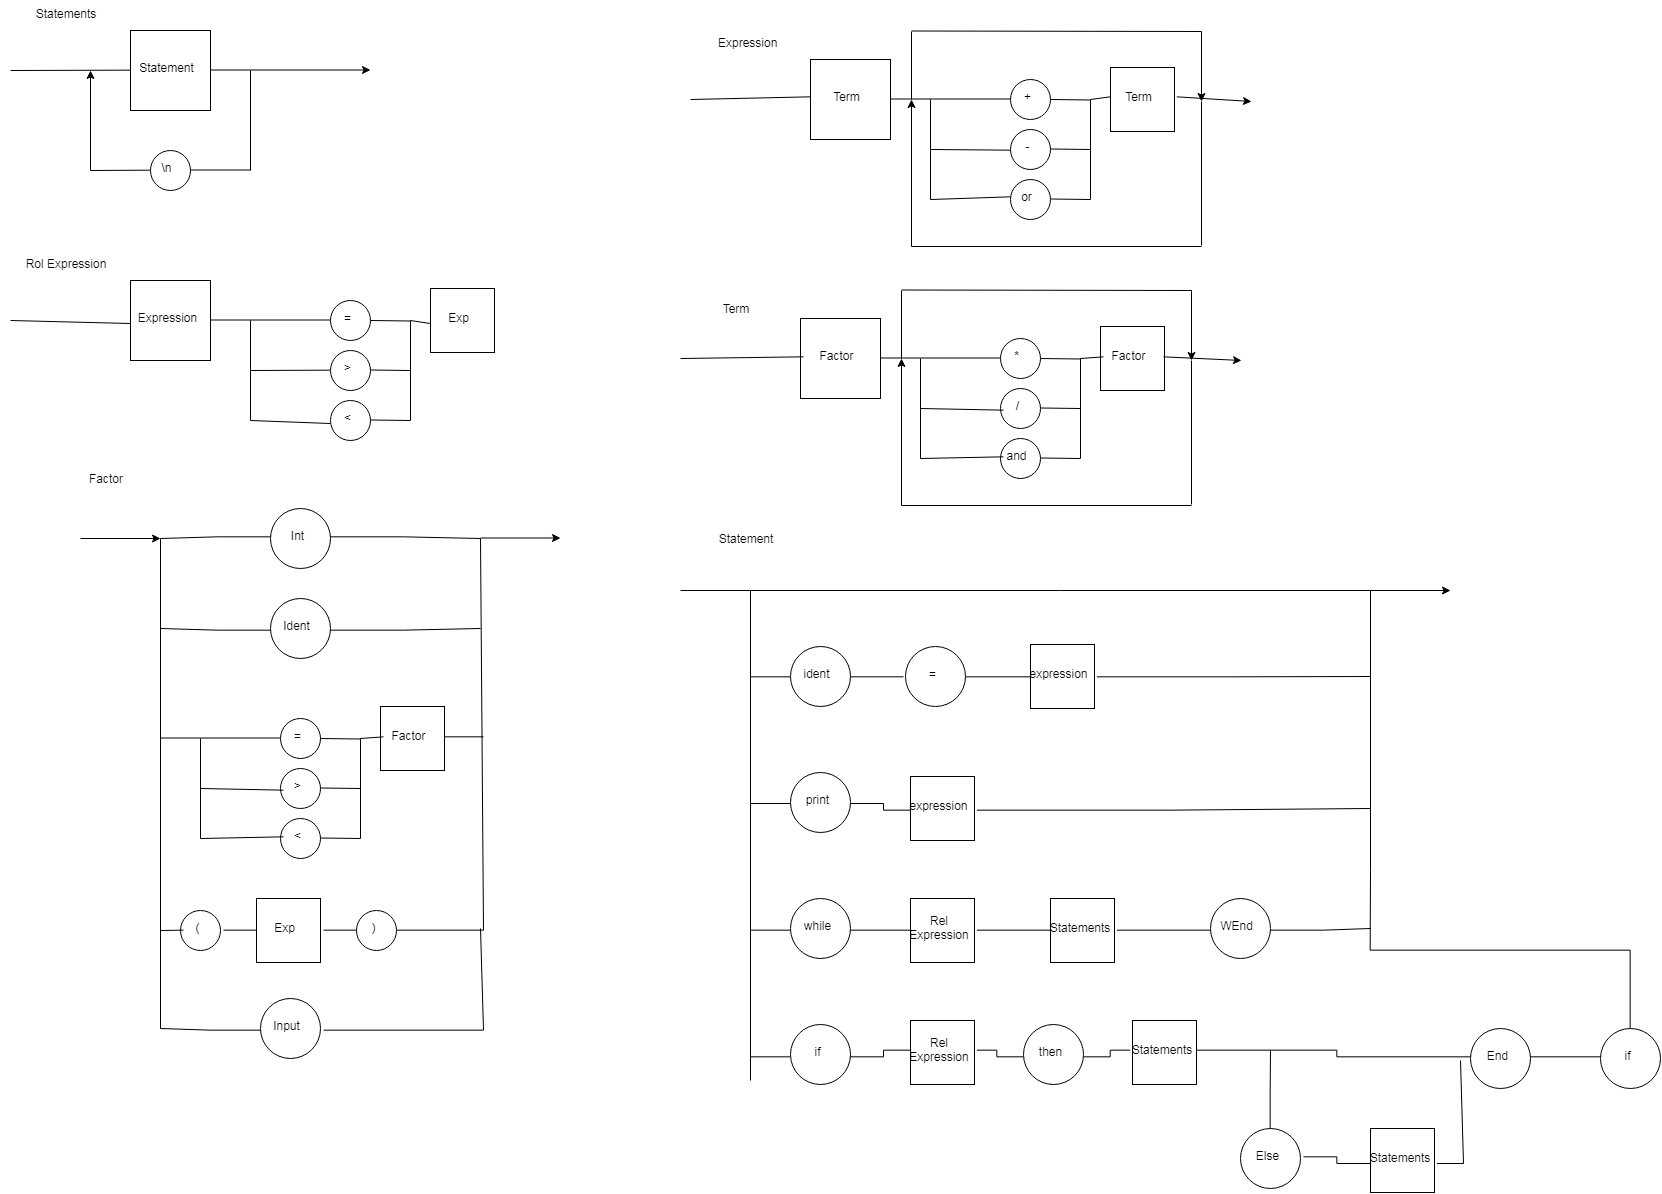 Statements
Statement
\n
Expression
Term
+
-
or
Term
Rol Expression
Expression
=
>
<
Exp
Term
Factor
*
/
and
Factor
Factor
Int
Ident
=
>
<
Factor
(
Exp
)
Input
Statement
ident
=
expression
print
expression
while
Rel
Expression
Statements
WEnd
if
Rel
Expression
then
Statements
End
if
Else
Statements